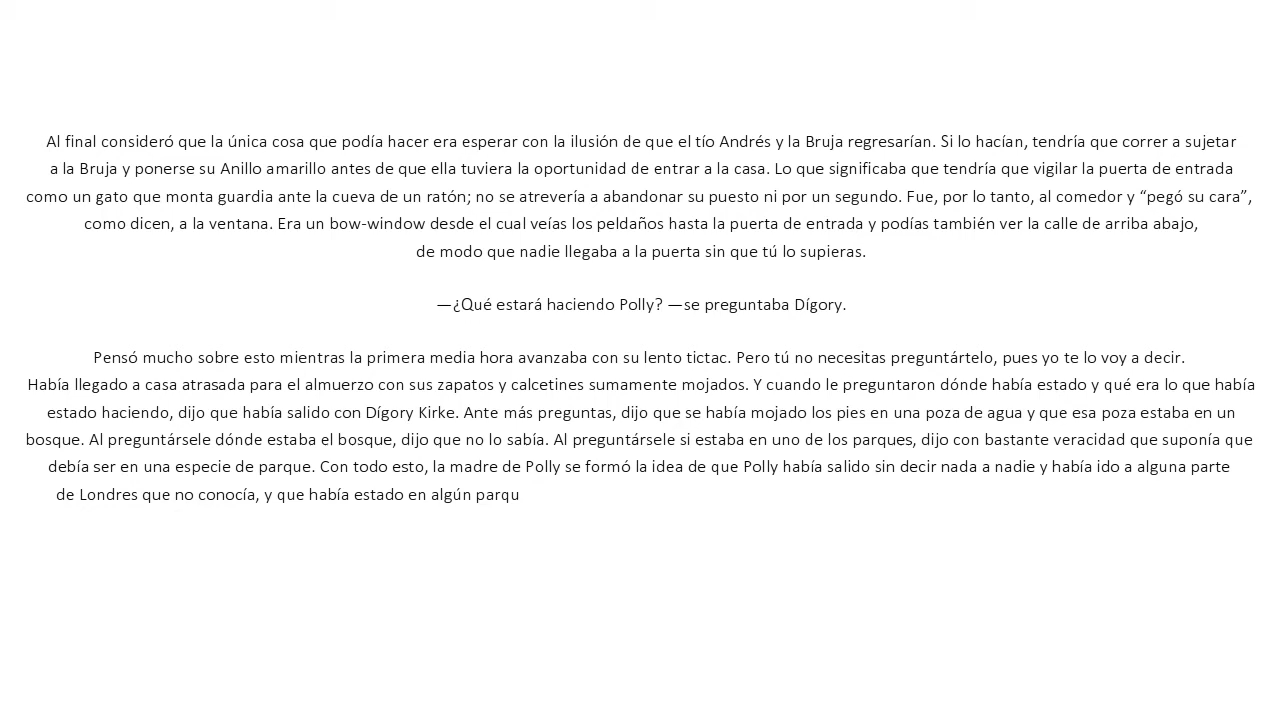 Al final consideró que la única cosa que podía hacer era esperar con la ilusión de que el tío Andrés y la Bruja regresarían. Si lo hacían, tendría que correr a sujetar
a la Bruja y ponerse su Anillo amarillo antes de que ella tuviera la oportunidad de entrar a la casa. Lo que significaba que tendría que vigilar la puerta de entrada
como un gato que monta guardia ante la cueva de un ratón; no se atrevería a abandonar su puesto ni por un segundo. Fue, por lo tanto, al comedor y “pegó su cara”,
como dicen, a la ventana. Era un bow-window desde el cual veías los peldaños hasta la puerta de entrada y podías también ver la calle de arriba abajo,
de modo que nadie llegaba a la puerta sin que tú lo supieras.
—¿Qué estará haciendo Polly? —se preguntaba Dígory.
Pensó mucho sobre esto mientras la primera media hora avanzaba con su lento tictac. Pero tú no necesitas preguntártelo, pues yo te lo voy a decir.
Había llegado a casa atrasada para el almuerzo con sus zapatos y calcetines sumamente mojados. Y cuando le preguntaron dónde había estado y qué era lo que había
estado haciendo, dijo que había salido con Dígory Kirke. Ante más preguntas, dijo que se había mojado los pies en una poza de agua y que esa poza estaba en un
bosque. Al preguntársele dónde estaba el bosque, dijo que no lo sabía. Al preguntársele si estaba en uno de los parques, dijo con bastante veracidad que suponía que
debía ser en una especie de parque. Con todo esto, la madre de Polly se formó la idea de que Polly había salido sin decir nada a nadie y había ido a alguna parte
de Londres que no conocía, y que había estado en algún parqu